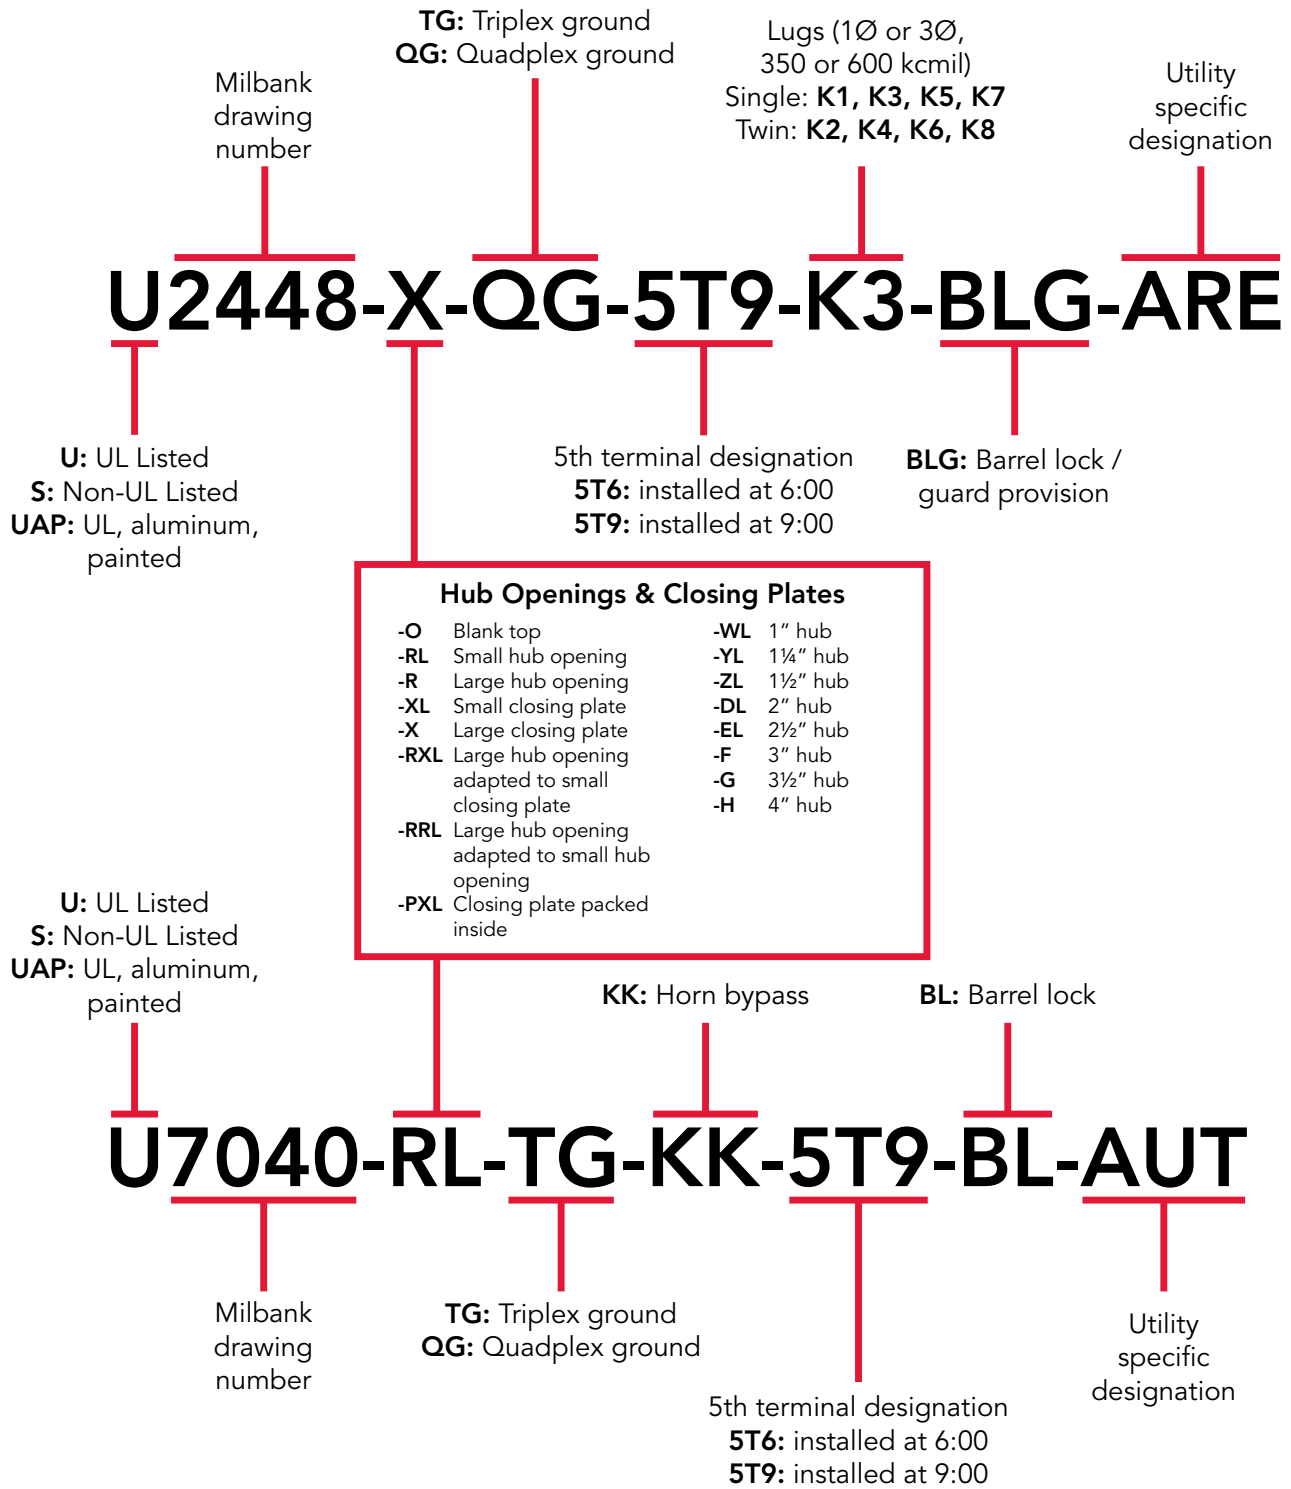 TG: Triplex ground
QG: Quadplex ground
Lugs (1Ø or 3Ø,
350 or 600 kcmil)
Single: K1, K3, K5, K7
Twin: K2, K4, K6, K8
Milbank
drawing
number
Utility
specific
designation
U2448-X-QG-5T9-K3-BLG-ARE
U: UL Listed
S: Non-UL Listed
UAP: UL, aluminum,
painted
5th terminal designation
5T6: installed at 6:00
5T9: installed at 9:00
BLG: Barrel lock /
guard provision
Hub Openings & Closing Plates
-O Blank top
-RL Small hub opening
-R Large hub opening
-XL Small closing plate
-X Large closing plate
-RXL Large hub opening
adapted to small
closing plate
-RRL Large hub opening
adapted to small hub
opening
-PXL Closing plate packed
inside
-WL 1” hub
-YL 1¼” hub
-ZL 1½” hub
-DL 2” hub
-EL 2½” hub
-F 3” hub
-G 3½” hub
-H 4” hub
U: UL Listed
S: Non-UL Listed
UAP: UL, aluminum,
painted
KK: Horn bypass
BL: Barrel lock
U7040-RL-TG-KK-5T9-BL-AUT
Milbank
drawing
number
TG: Triplex ground
QG: Quadplex ground
5th terminal designation
5T6: installed at 6:00
5T9: installed at 9:00
Utility
specific
designation